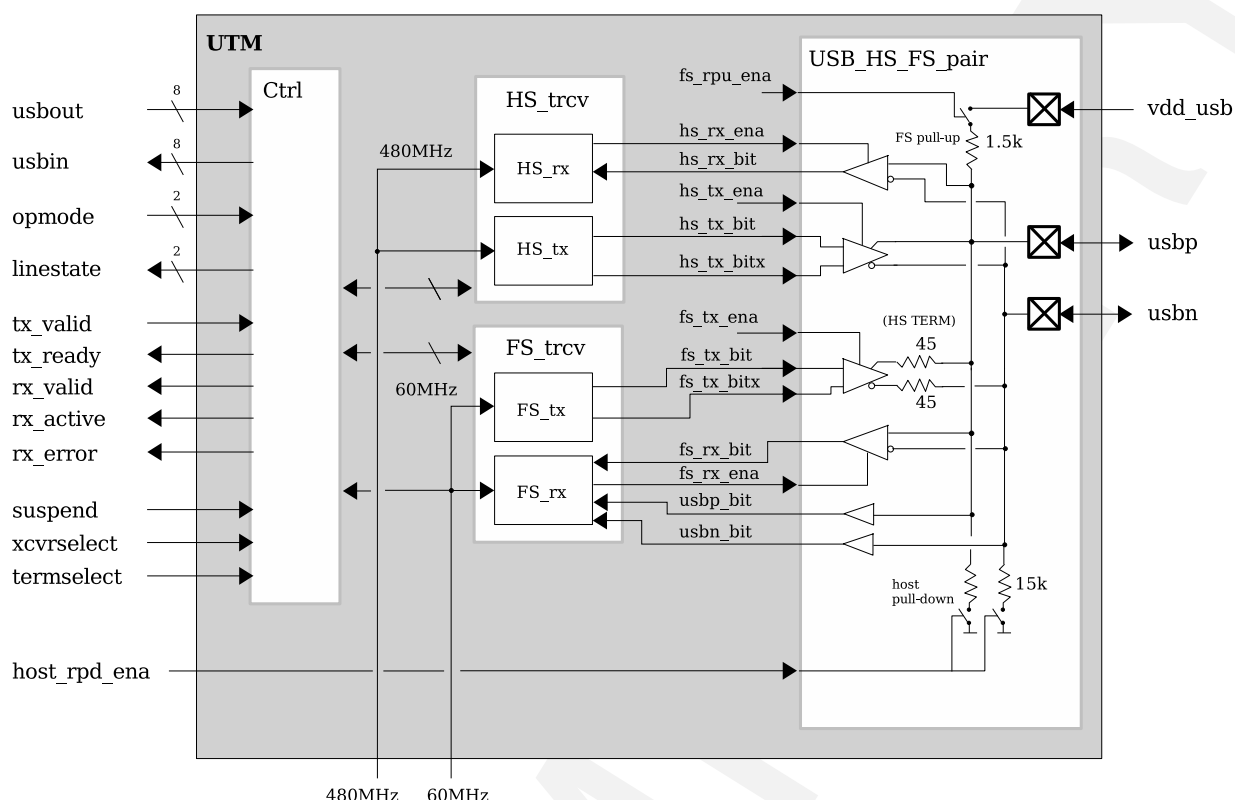 UTM
USB_HS_FS_pair
Ctrl
HS_trcv
fs_rpu_ena
8
usbout
vdd_usb
FS pull-up
1.5k
hs_rx_ena
480MHz
hs_rx_bit
8
usbin
HS_rx
hs_tx_ena
2
opmode
hs_tx_bit
usbp
HS_tx
2
linestate
hs_tx_bitx
usbn
tx_valid
fs_tx_ena
(HS TERM)
45
FS_trcv
tx_ready
fs_tx_bit
rx_valid
60MHz
fs_tx_bitx
45
FS_tx
rx_active
rx_error
fs_rx_bit
fs_rx_ena
FS_rx
usbp_bit
suspend
usbn_bit
xcvrselect
termselect
host
pull-down
15k
host_rpd_ena
480MHz
60MHz